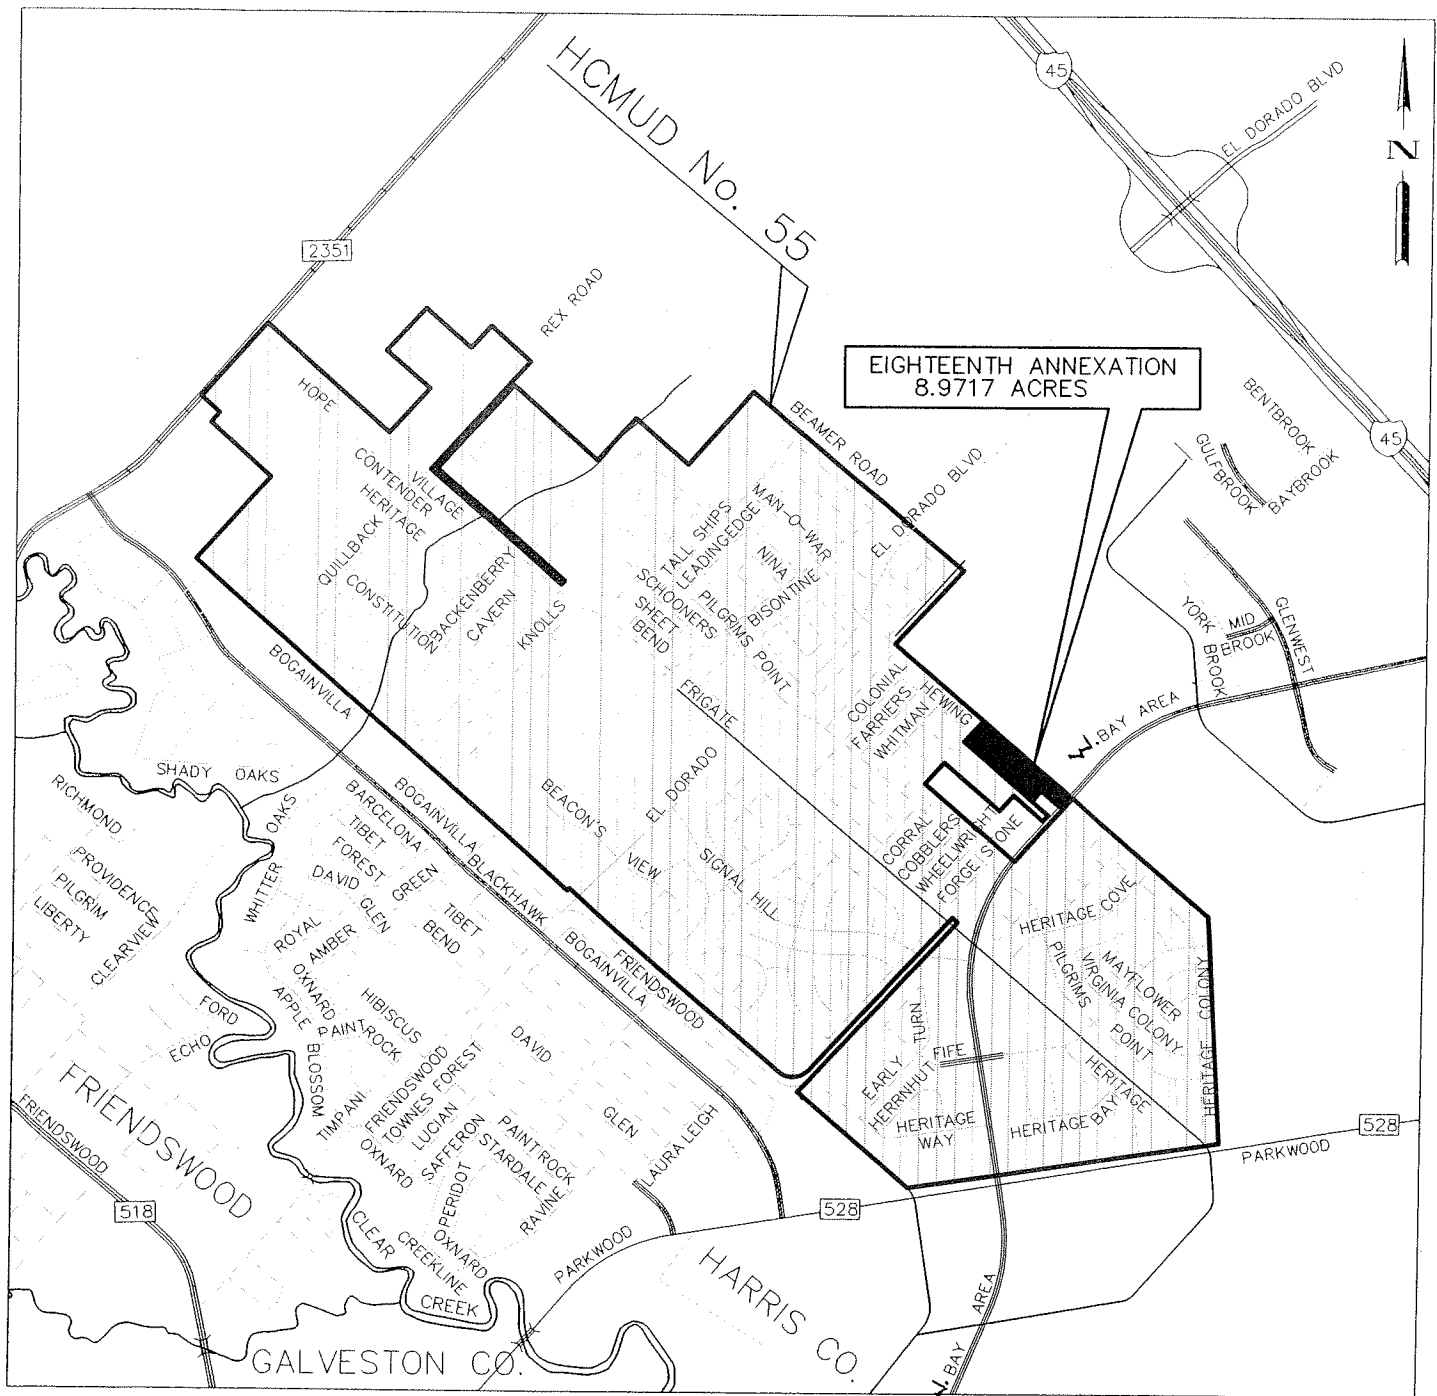 HCMUD No. 55
45
EL DORADO BLVD
N
2351
REX ROAD
EIGHTEENTH ANNEXATION
8.9717 ACRES
HOPE
BEAMER ROAD
BENTBROOK
45
GULFBROOK
BAYBROOK
CONTENDER
VILLAGE
HERITAGE
QUILLBACK
CONSTITUTION
BACKENBERRY
CAVERN
KNOLLS
TALL SHIPS
LEADINGEDGE
MAN-O-WAR
NINA
SCHOONERS
PILGRIMS POINT
BISONTINE
SHEET
BEND
EL DORADO BLVD
YORK
BROOK
MID
BROOK
GLENWEST
BOGAINVILLA
FRIGATE
COLONIAL
FARRIERS
WHITMAN
HEWING
W. BAY AREA
SHADY OAKS
RICHMOND
PROVIDENCE
PILGRIM
LIBERTY
CLEARVIEW
WHITTER OAKS
BOGAINVILLA
BARCELONA
TIBET
FOREST
DAVID
GLEN
GREEN
TIBET
BEND
BLACKHAWK
BOGAINVILLA
BEACON'S
VIEW
EL DORADO
SIGNAL HILL
CORRAL
COBBLERS
WHEELWRIGHT
FORGE STONE
HERITAGE COVE
ROYAL
AMBER
OXNARD
APPLE
BLOSSOM
HIBISCUS
PAINTROCK
FORD
ECHO
FRIENDSWOOD
MAYFLOWER
VIRGINIA COLONY
PILGRIMS
POINT
HERITAGE COLONY
EARLY
TURN
HERRNHUT
FIFE
HERITAGE
WAY
HERITAGE BAY
HERITAGE
DAVID
GLEN
FRIENDSWOOD
FRIENDSWOOD
TIMPANI
FRIENDSWOOD
TOWNES FOREST
LUCIAN
OXNARD
SAFFERON
PAINTROCK
STARDALE
PERIDOT
RAVINE
LAURALEIGH
528
PARKWOOD
528
518
CLEAR
CREEK
CREEKLINE
OXNARD
PARKWOOD
HARRIS CO.
GALVESTON CO.
W. BAY AREA